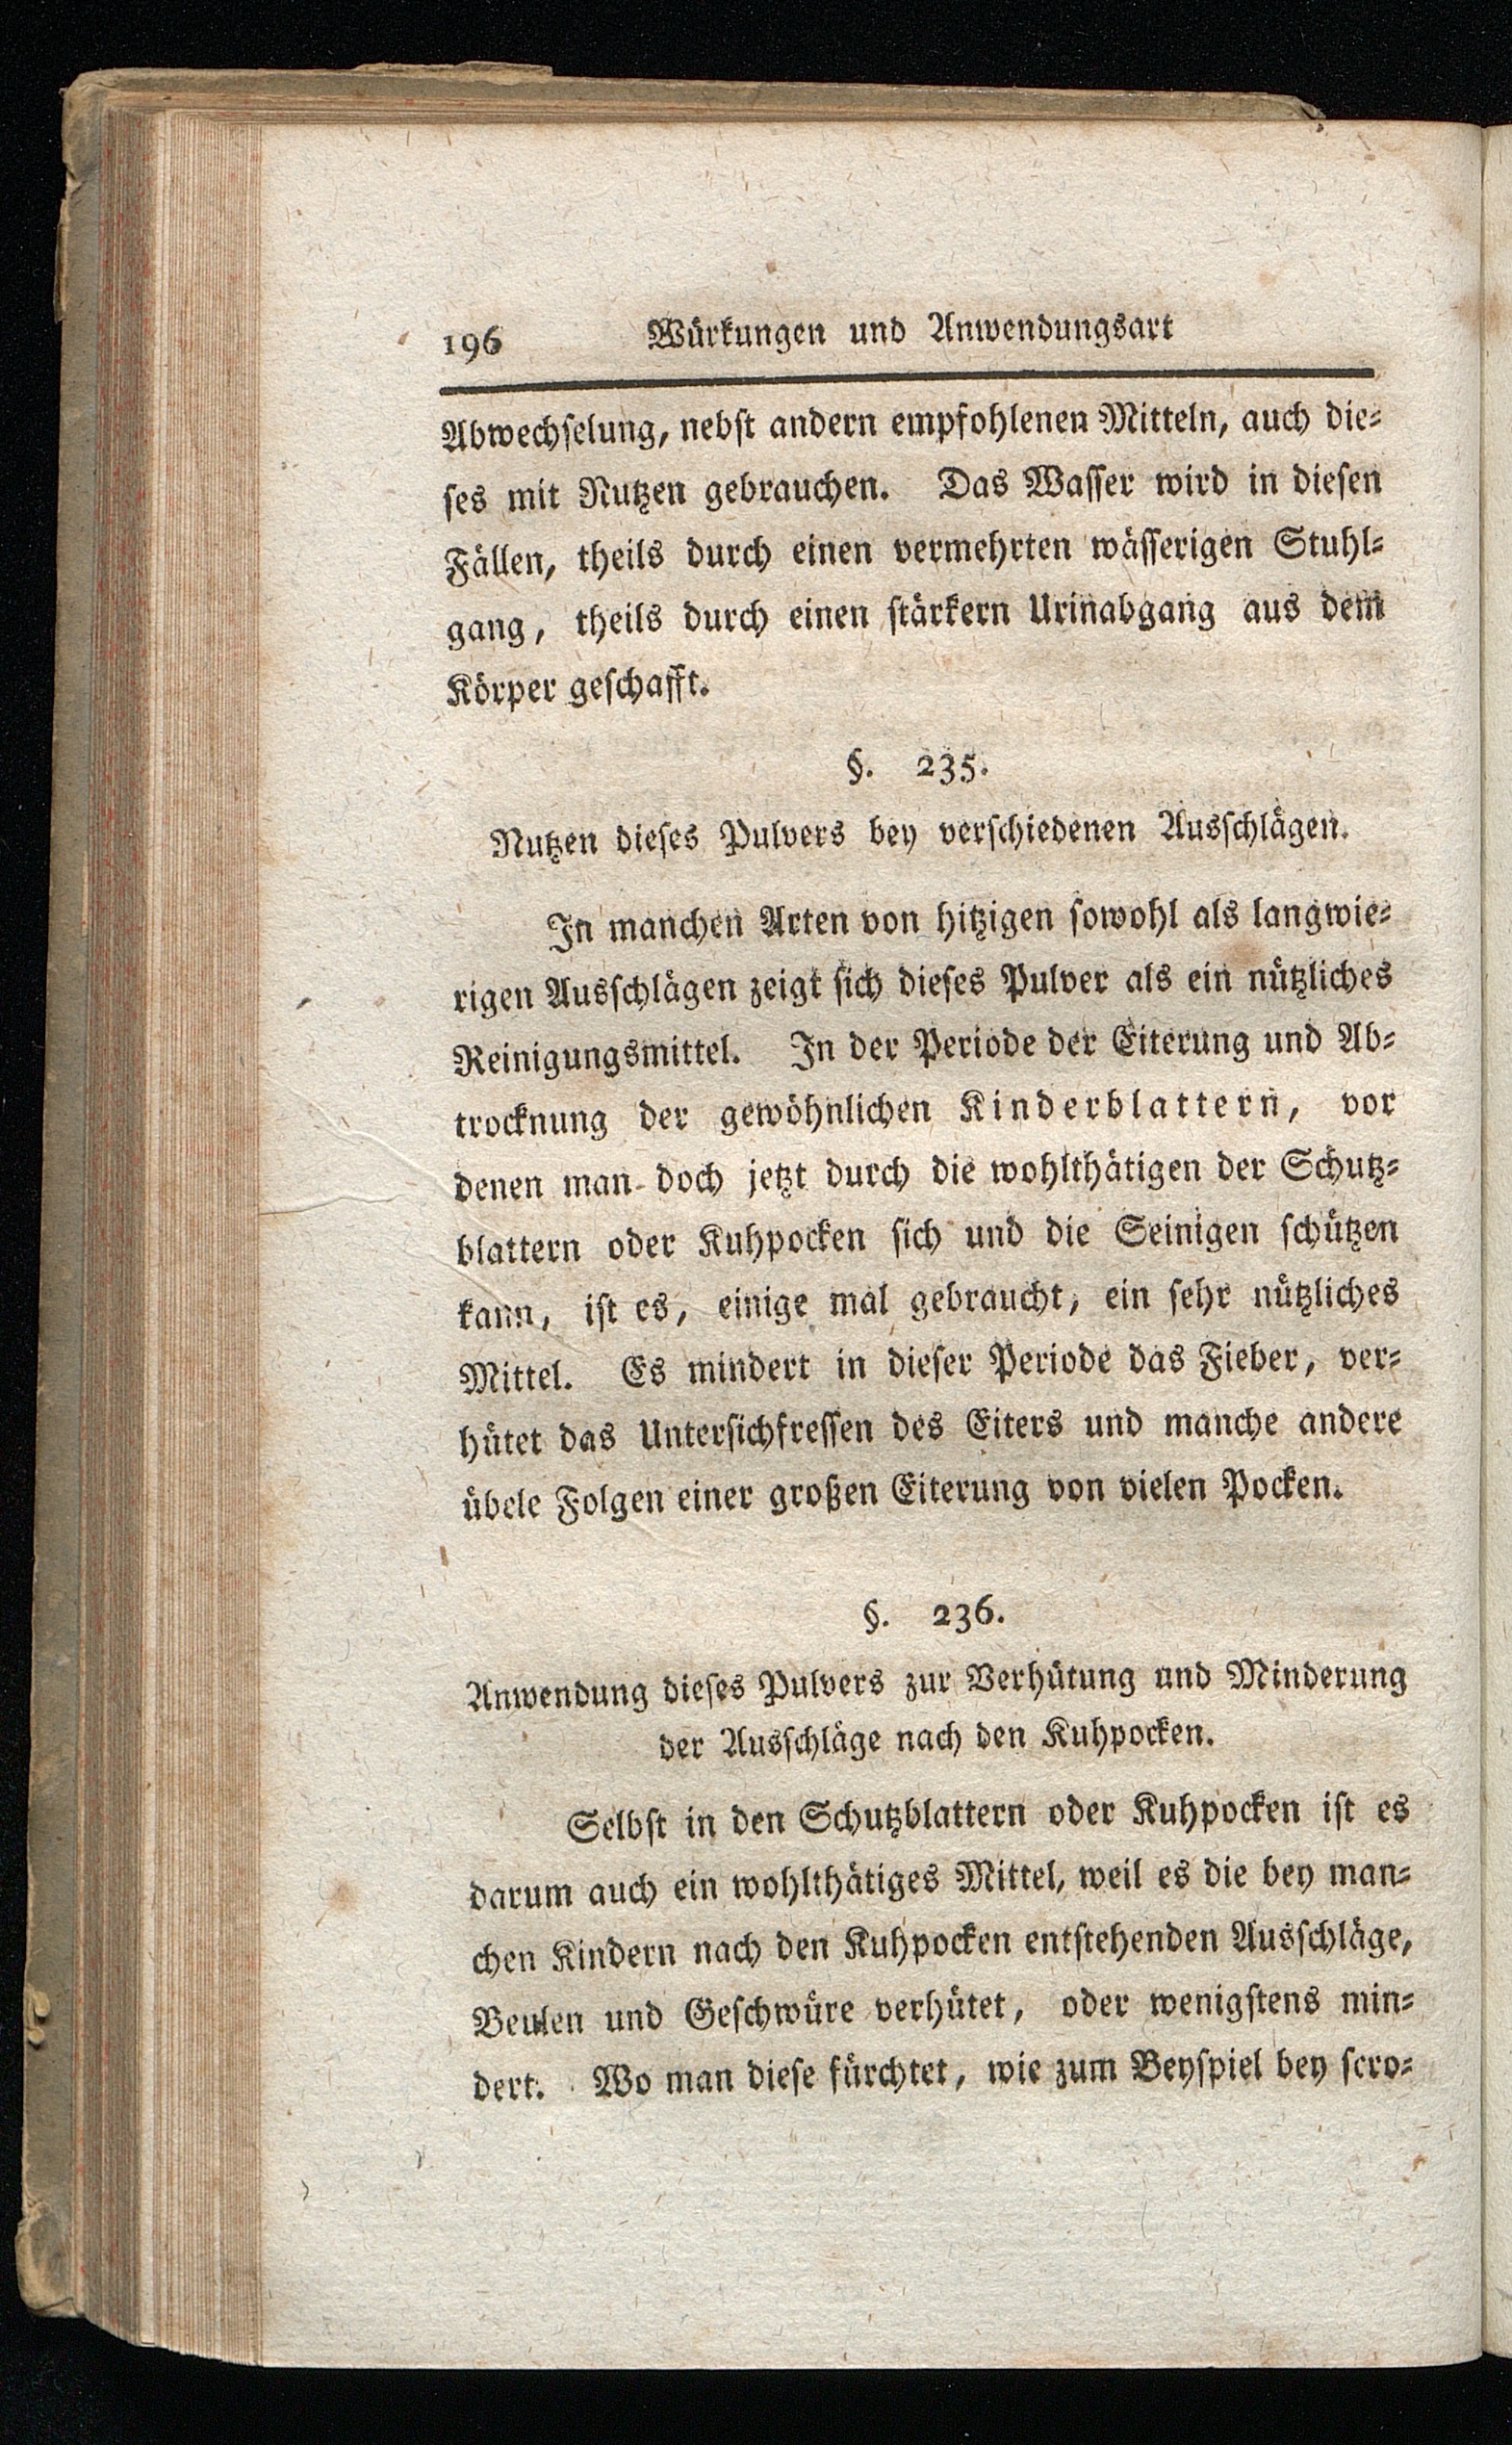 196 Würkungen und Anwendungsart
Abwechselung, nebst andern empfohlenen Mitteln, auch die-
ses mit Nutzen gebrauchen. Das Wasser wird in diesen
Fällen, theils durch einen vermehrten wässerigen Stuhl-
gang, theils durch einen stärkern Urinabgang aus dem
Körper geschafft.
§. 235.
Nutzen dieses Pulvers bey verschiedenen Ausschlägen.
In manchen Arten von hitzigen sowohl als langwie-
rigen Ausschlägen zeigt sich dieses Pulver als ein nützliches
Reinigungsmittel. In der Periode der Eiterung und Ab-
trocknung der gewöhnlichen Kinderblattern, vor
denen man doch jetzt durch die wohlthätigen der Schutz-
blattern oder Kuhpocken sich und die Seinigen schützen
kann, ist es, einige mal gebraucht, ein sehr nützliches
Mittel. Es mindert in dieser Periode das Fieber, ver-
hütet das Untersichfressen des Eiters und manche andere
übele Folgen einer großen Eiterung von vielen Pocken.
§. 236.
Anwendung dieses Pulvers zur Verhütung und Minderung
der Ausschläge nach den Kuhpocken.
Selbst in den Schutzblattern oder Kuhpocken ist es
darum auch ein wohlthätiges Mittel, weil es die bey man-
chen Kindern nach den Kuhpocken entstehenden Ausschläge,
Beulen und Geschwüre verhütet, oder wenigstens min-
dert. Wo man diese fürchtet, wie zum Beyspiel bey scro-